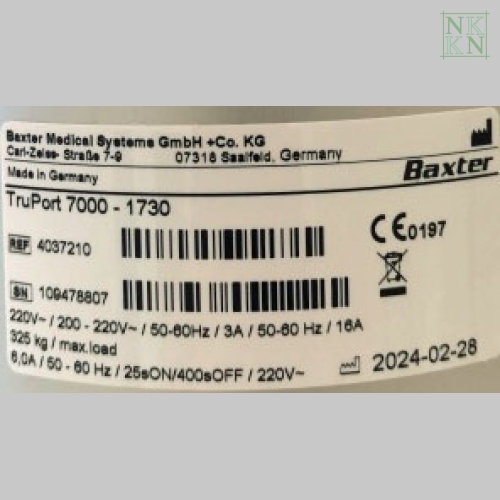 NK
KN
Baxter Medical Systems GmbH +Co. KG
Carl-Zeiss- Straße 7-9 07318 Saalfeld, Germany
Made in Germany
Baxter
TruPort 7000 - 1730
REF 4037210
CE0197
SN 109478807
220V~ / 200 - 220V~ / 50-60Hz / 3A / 50-60 Hz / 16A
325 kg / max.load
6,0A / 50 - 60 Hz / 25sON/400sOFF / 220V~
2024-02-28